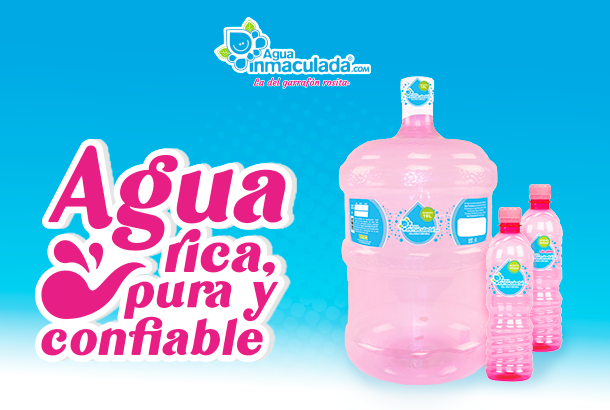 Agua
inmaculada®.COM
La del garrafón rosita.
Agua
rica,
pura y
confiable